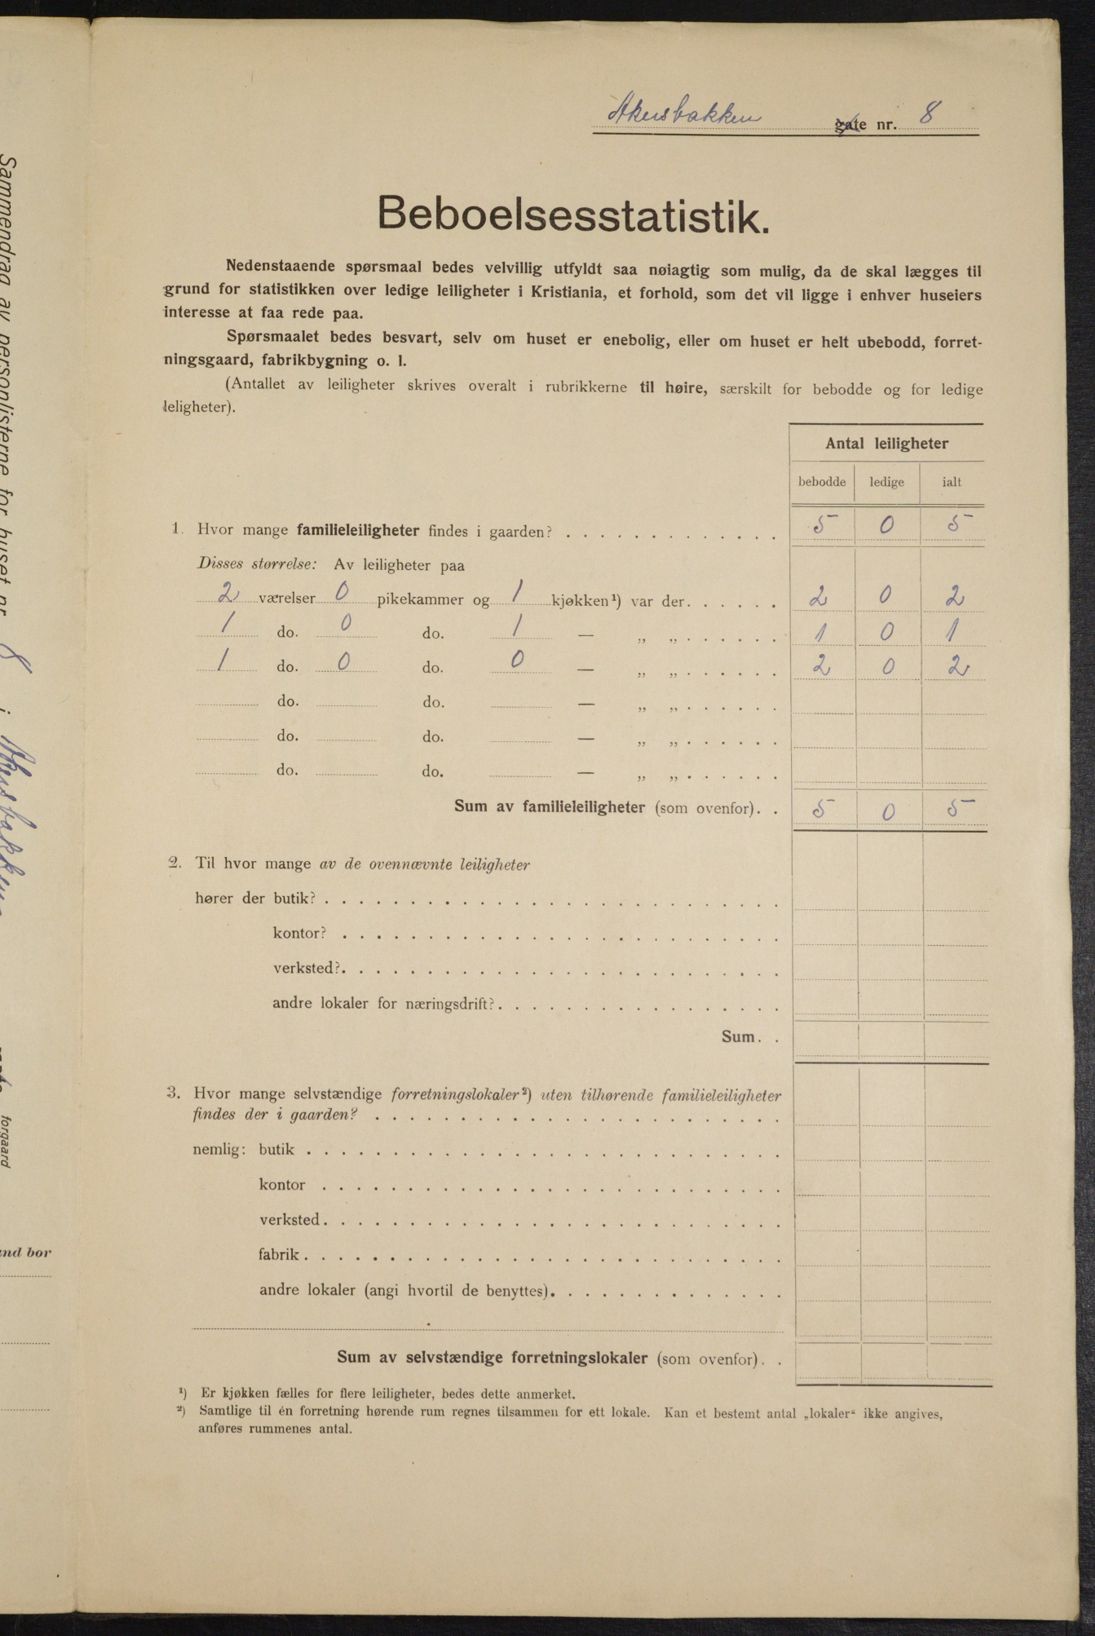 Akersbakken gate nr. 8
Beboelsesstatistik.
Nedenstaaende spørsmaal bedes velvillig utfyldt saa nøiagtig som mulig, da de skal lægges til
grund for statistikken over ledige leiligheter i Kristiania, et forhold, som det vil ligge i enhver huseiers
interesse at faa rede paa.
Spørsmaalet bedes besvart, selv om huset er enebolig, eller om huset er helt ubebodd, forret-
ningsgaard, fabrikbygning o. l.
(Antallet av leiligheter skrives overalt i rubrikkerne til høire, særskilt for bebodde og for ledige
leligheter).
Antal leiligheter
bebodde ledige ialt
1. Hvor mange familieleiligheter findes i gaarden? . . . . . . . . . . . . . 5 0 5
Disses størrelse: Av leiligheter paa
2 værelser 0 pikekammer og 1 kjøkken¹) var der. . . . . . 2 0 2
1 do. 0 do. 1 — „ „ . . . . . . 1 0 1
1 do. 0 do. 0 — „ „ . . . . . . 2 0 2
do. do. — „ „ . . . . . .
do. do. — „ „ . . . . . .
do. do. — „ „ . . . . . .
Sum av familieleiligheter (som ovenfor). . 5 0 5
2. Til hvor mange av de ovennævnte leiligheter
hører der butik? . . . . . . . . . . . . . . . . . . . . . . . . . . .
kontor? . . . . . . . . . . . . . . . . . . . . . . . . . .
verksted? . . . . . . . . . . . . . . . . . . . . . . . . . .
andre lokaler for næringsdrift? . . . . . . . . . . . . . . . . .
Sum. .
3. Hvor mange selvstændige forretningslokaler²) uten tilhørende familieleiligheter
findes der i gaarden? . . . . . . . . . . . . . . . . . . . . . . . .
nemlig: butik . . . . . . . . . . . . . . . . . . . . . . . . . . . .
kontor . . . . . . . . . . . . . . . . . . . . . . . . . . .
verksted . . . . . . . . . . . . . . . . . . . . . . . . . . .
fabrik . . . . . . . . . . . . . . . . . . . . . . . . . . . .
andre lokaler (angi hvortil de benyttes). . . . . . . . . . . . . .
Sum av selvstændige forretningslokaler (som ovenfor). .
¹) Er kjøkken fælles for flere leiligheter, bedes dette anmerket.
²) Samtlige til én forretning hørende rum regnes tilsammen for ett lokale. Kan et bestemt antal „lokaler“ ikke angives,
anføres rummenes antal.
Sammendrag av personlisterne for huset nr. 8 i Akersbakken
forgaard
bor